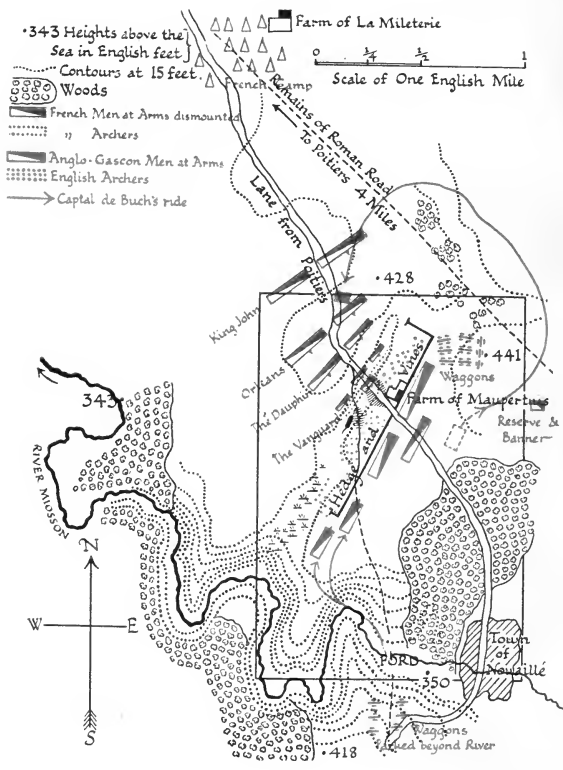 Farm of La Mileterie
·343 Heights above the
Sea in English feet
Contours at 15 feet.
Woods
French Men at Arms dismounted
" Archers
Anglo-Gascon Men at Arms
English Archers
Captal de Buch's ride
0 ¼ ½ 1
Scale of One English Mile
French Camp
Remains of Roman Road
To Poitiers 4 Miles
Lane from Poitiers
·428
King John
Orleans
The Dauphin
The Vanguard
Hedge and Vines
Waggons
·441
Farm of Maupertuis
Reserve &
Banner
343
RIVER MIOSSON
N
W E
S
FORD
350
Town
of
Nouaillé
Waggons
Parked beyond River
·418